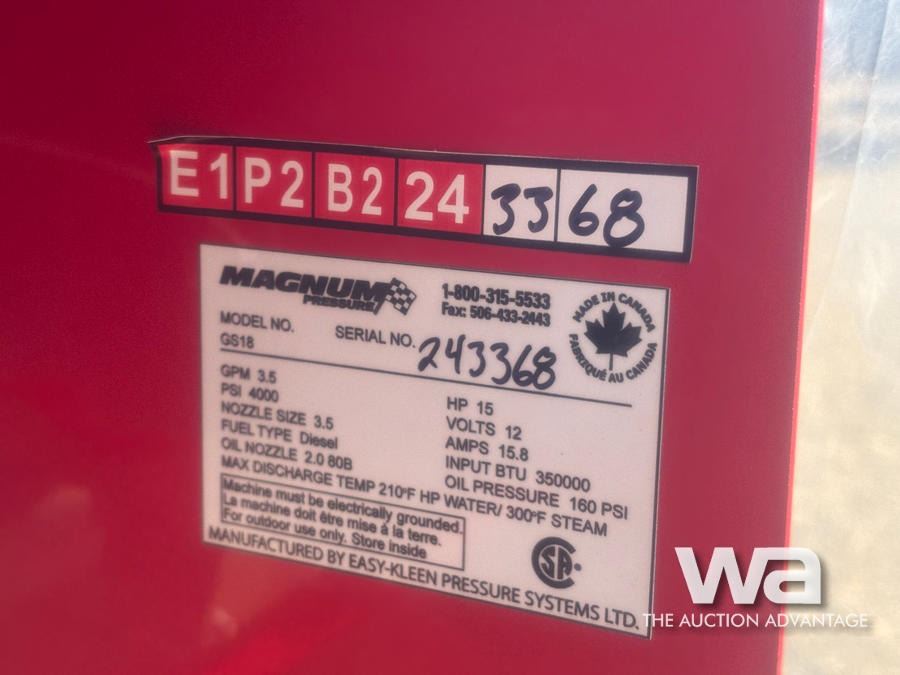 E1 P2 B2 24 33 68
MAGNUM
PRESSURE
1-800-315-5533
Fax: 506-433-2443
MADE IN CANADA
FABRIQUÉ AU CANADA
MODEL NO.
GS18
SERIAL NO. 243368
GPM 3.5
PSI 4000
NOZZLE SIZE 3.5
FUEL TYPE Diesel
OIL NOZZLE 2.0 80B
HP 15
VOLTS 12
AMPS 15.8
INPUT BTU 350000
OIL PRESSURE 160 PSI
MAX DISCHARGE TEMP 210°F HP WATER/ 300°F STEAM
Machine must be electrically grounded.
La machine doit être mise à la terre.
For outdoor use only. Store inside
SA
MANUFACTURED BY EASY-KLEEN PRESSURE SYSTEMS LTD.
wa
THE AUCTION ADVANTAGE